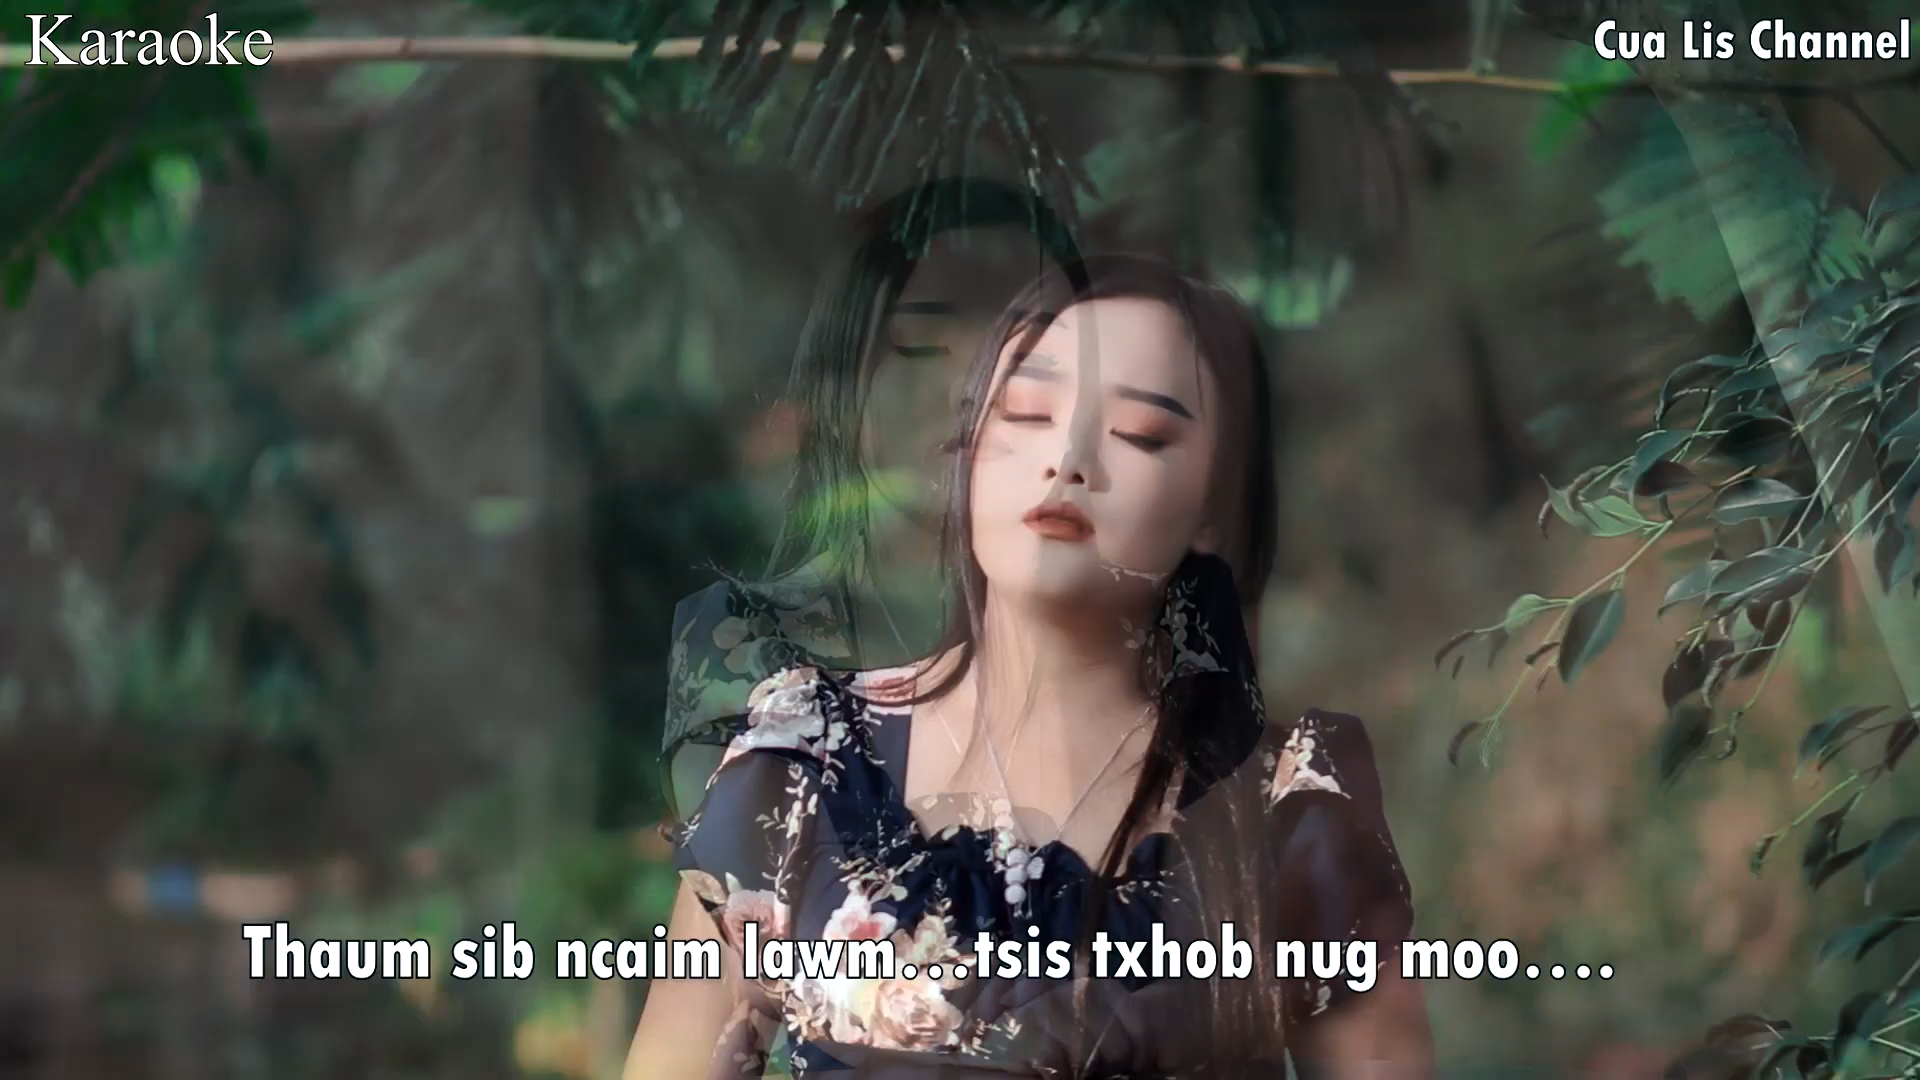 Karaoke
Cua Lis Channel
Thaum sib ncaim lawm...tsis txhob nug moo....